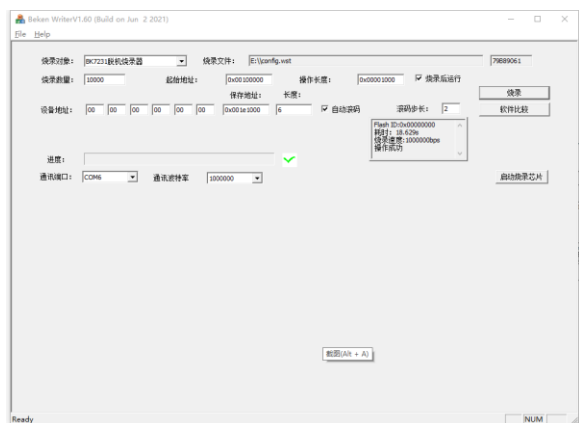 Beken WriterV1.60 (Build on Jun 2 2021)
File Help
烧录对象: BK7231脱机烧录器 烧录文件: E:\\config.wst 79B89061
烧录数量: 10000 起始地址: 0x00100000 操作长度: 0x00001000 烧录后运行
烧录
保存地址: 长度:
设备地址: 00 00 00 00 00 00 0x001e1000 6 自动滚码 滚码步长: 2 软件比较
Flash ID:0x00000000
耗时: 18.629s
烧录速度:1000000bps
操作成功
进度:
通讯端口: COM6 通讯波特率 1000000 启动烧录芯片
截图(Alt + A)
Ready NUM